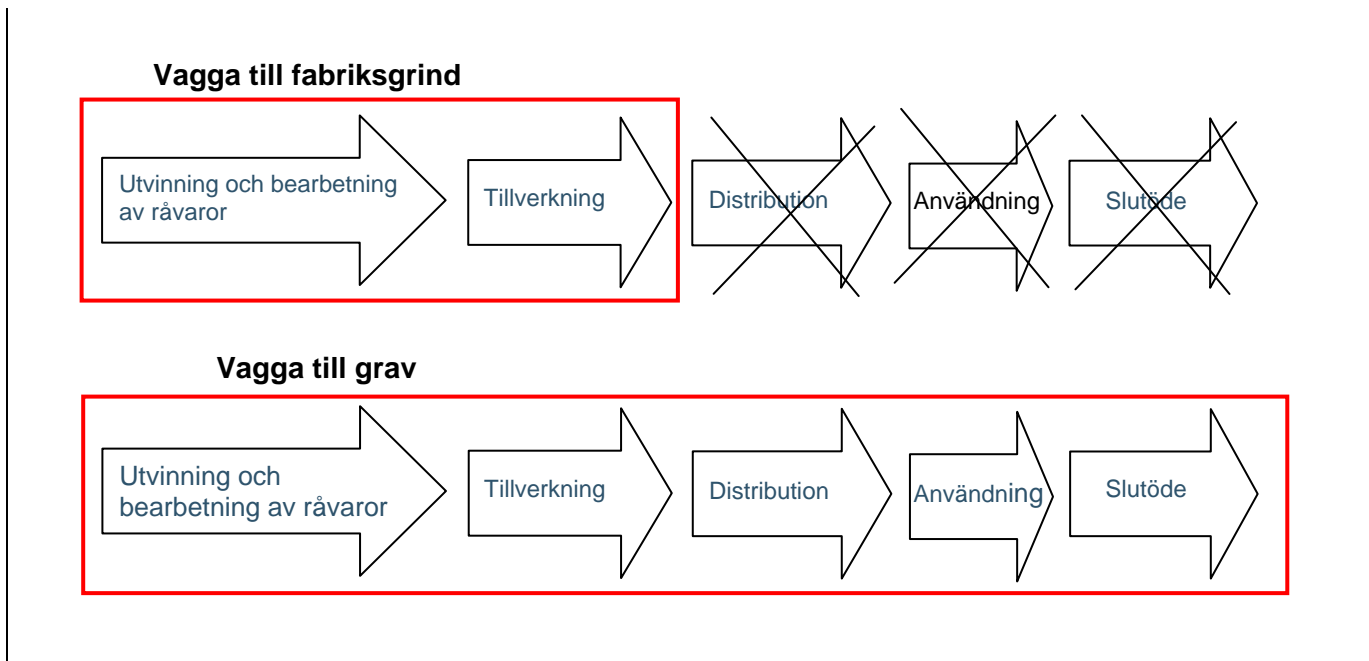 Vagga till fabriksgrind
Utvinning och bearbetning
av råvaror
Tillverkning
Distribution
Användning
Slutöde
Vagga till grav
Utvinning och
bearbetning av råvaror
Tillverkning
Distribution
Användning
Slutöde